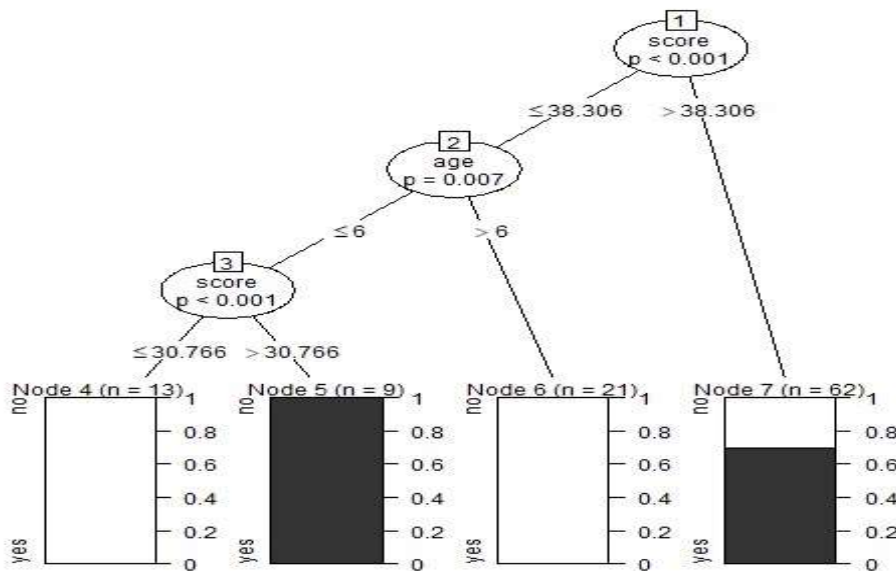 1
score
p < 0.001
≤38.306
>38.306
2
age
p = 0.007
≤6
>6
3
score
p < 0.001
≤30.766
>30.766
Node 4 (n = 13)
no
yes
1
0.8
0.6
0.4
0.2
0
Node 5 (n = 9)
no
yes
1
0.8
0.6
0.4
0.2
0
Node 6 (n = 21)
no
yes
1
0.8
0.6
0.4
0.2
0
Node 7 (n = 62)
no
yes
1
0.8
0.6
0.4
0.2
0